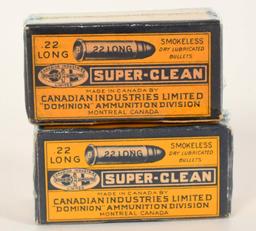 .22 LONG
22 LONG
SMOKELESS
DRY LUBRICATED
BULLETS
SUPER-CLEAN
MADE IN CANADA BY
CANADIAN INDUSTRIES LIMITED
"DOMINION" AMMUNITION DIVISION
MONTREAL CANADA
.22 LONG
22 LONG
SMOKELESS
DRY LUBRICATED
BULLETS
SUPER-CLEAN
MADE IN CANADA BY
CANADIAN INDUSTRIES LIMITED
"DOMINION" AMMUNITION DIVISION
MONTREAL CANADA